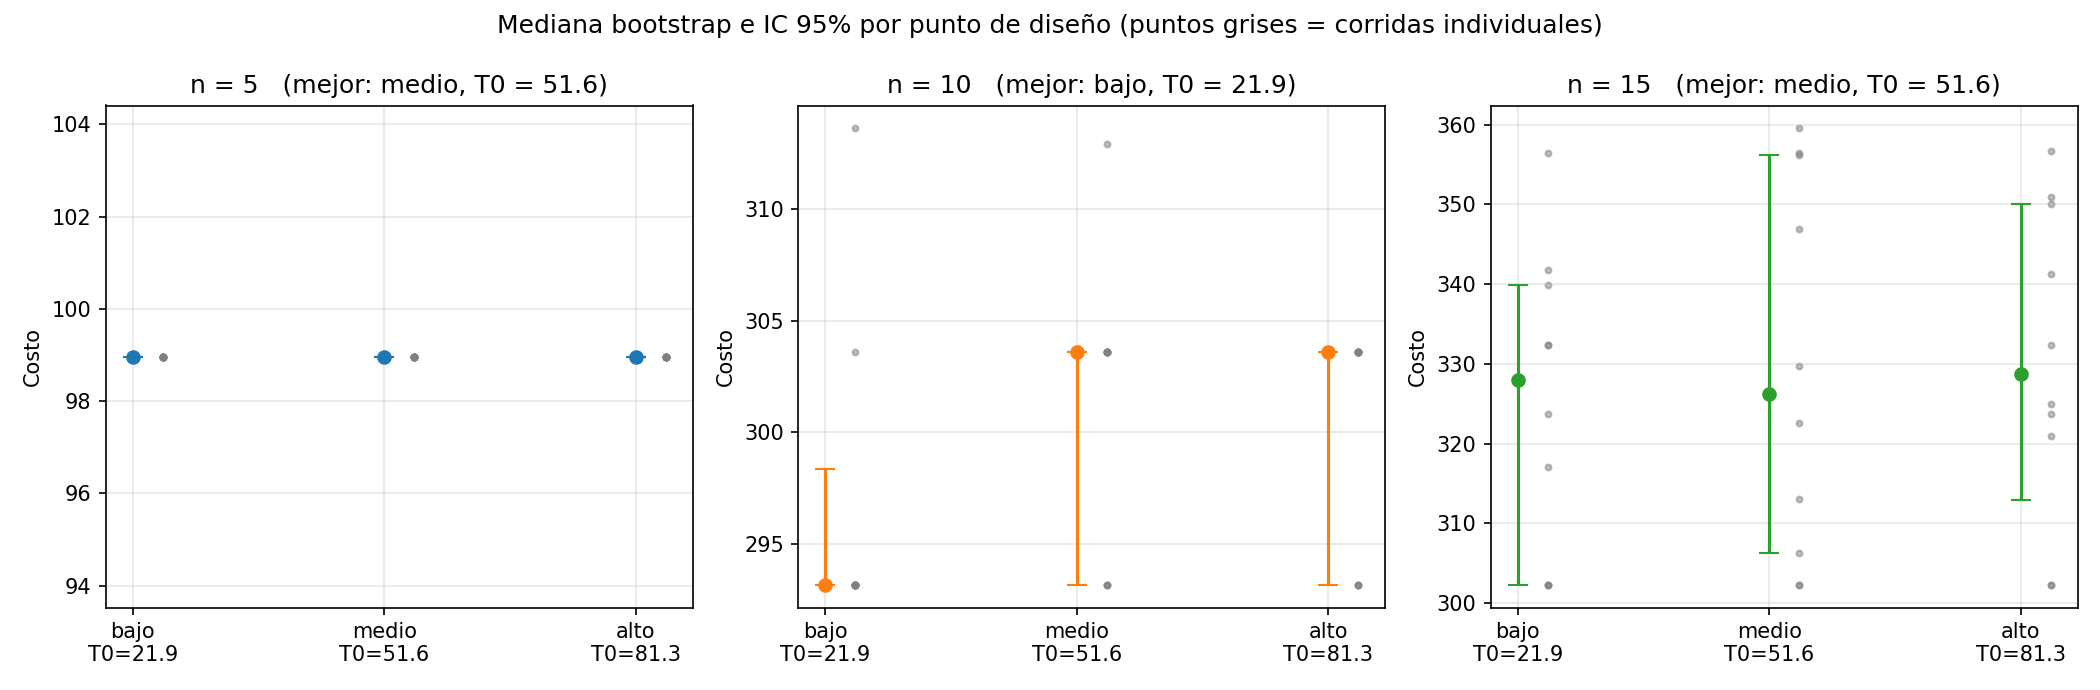 Mediana bootstrap e IC 95% por punto de diseño (puntos grises = corridas individuales)
n = 5   (mejor: medio, T0 = 51.6)
Costo
104
102
100
98
96
94
bajo
T0=21.9
medio
T0=51.6
alto
T0=81.3
n = 10   (mejor: bajo, T0 = 21.9)
Costo
310
305
300
295
bajo
T0=21.9
medio
T0=51.6
alto
T0=81.3
n = 15   (mejor: medio, T0 = 51.6)
Costo
360
350
340
330
320
310
300
bajo
T0=21.9
medio
T0=51.6
alto
T0=81.3